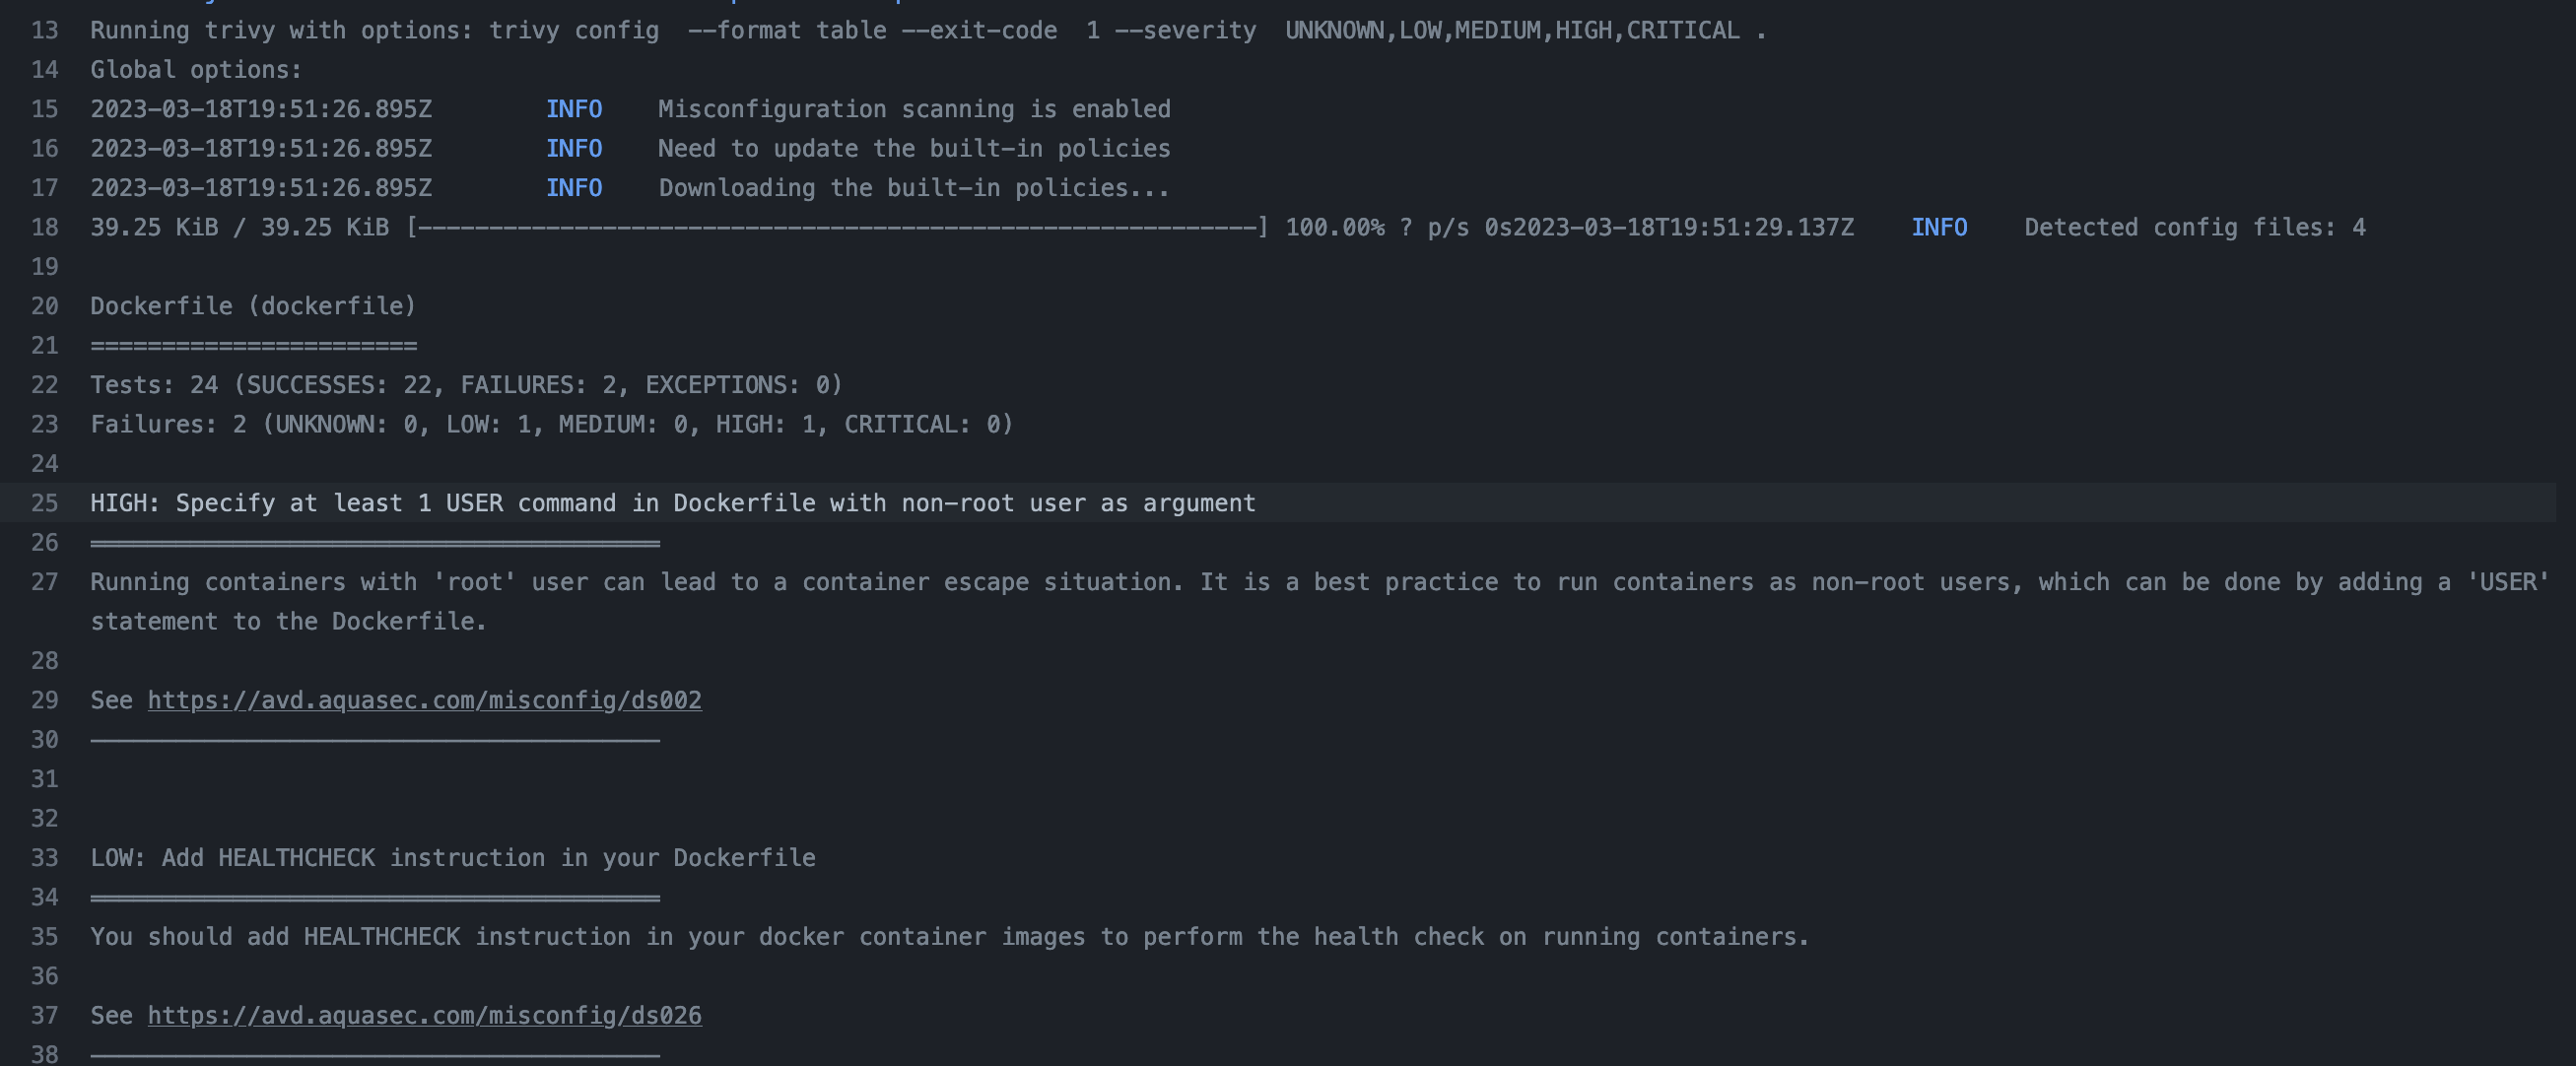 13 Running trivy with options: trivy config  --format table --exit-code  1 --severity  UNKNOWN,LOW,MEDIUM,HIGH,CRITICAL .
14 Global options:
15 2023-03-18T19:51:26.895Z INFO Misconfiguration scanning is enabled
16 2023-03-18T19:51:26.895Z INFO Need to update the built-in policies
17 2023-03-18T19:51:26.895Z INFO Downloading the built-in policies...
18 39.25 KiB / 39.25 KiB [-----------------------------------------------------------] 100.00% ? p/s 0s2023-03-18T19:51:29.137Z INFO Detected config files: 4
19
20 Dockerfile (dockerfile)
21 =======================
22 Tests: 24 (SUCCESSES: 22, FAILURES: 2, EXCEPTIONS: 0)
23 Failures: 2 (UNKNOWN: 0, LOW: 1, MEDIUM: 0, HIGH: 1, CRITICAL: 0)
24
25 HIGH: Specify at least 1 USER command in Dockerfile with non-root user as argument
26 ════════════════════════════════════════
27 Running containers with 'root' user can lead to a container escape situation. It is a best practice to run containers as non-root users, which can be done by adding a 'USER'
statement to the Dockerfile.
28
29 See https://avd.aquasec.com/misconfig/ds002
30 ────────────────────────────────────────
31
32
33 LOW: Add HEALTHCHECK instruction in your Dockerfile
34 ════════════════════════════════════════
35 You should add HEALTHCHECK instruction in your docker container images to perform the health check on running containers.
36
37 See https://avd.aquasec.com/misconfig/ds026
38 ────────────────────────────────────────